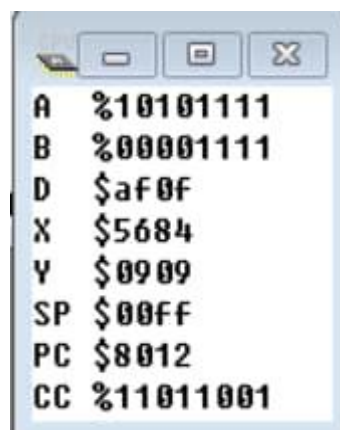 A %10101111
B %00001111
D $af0f
X $5684
Y $0909
SP $00ff
PC $8012
CC %11011001